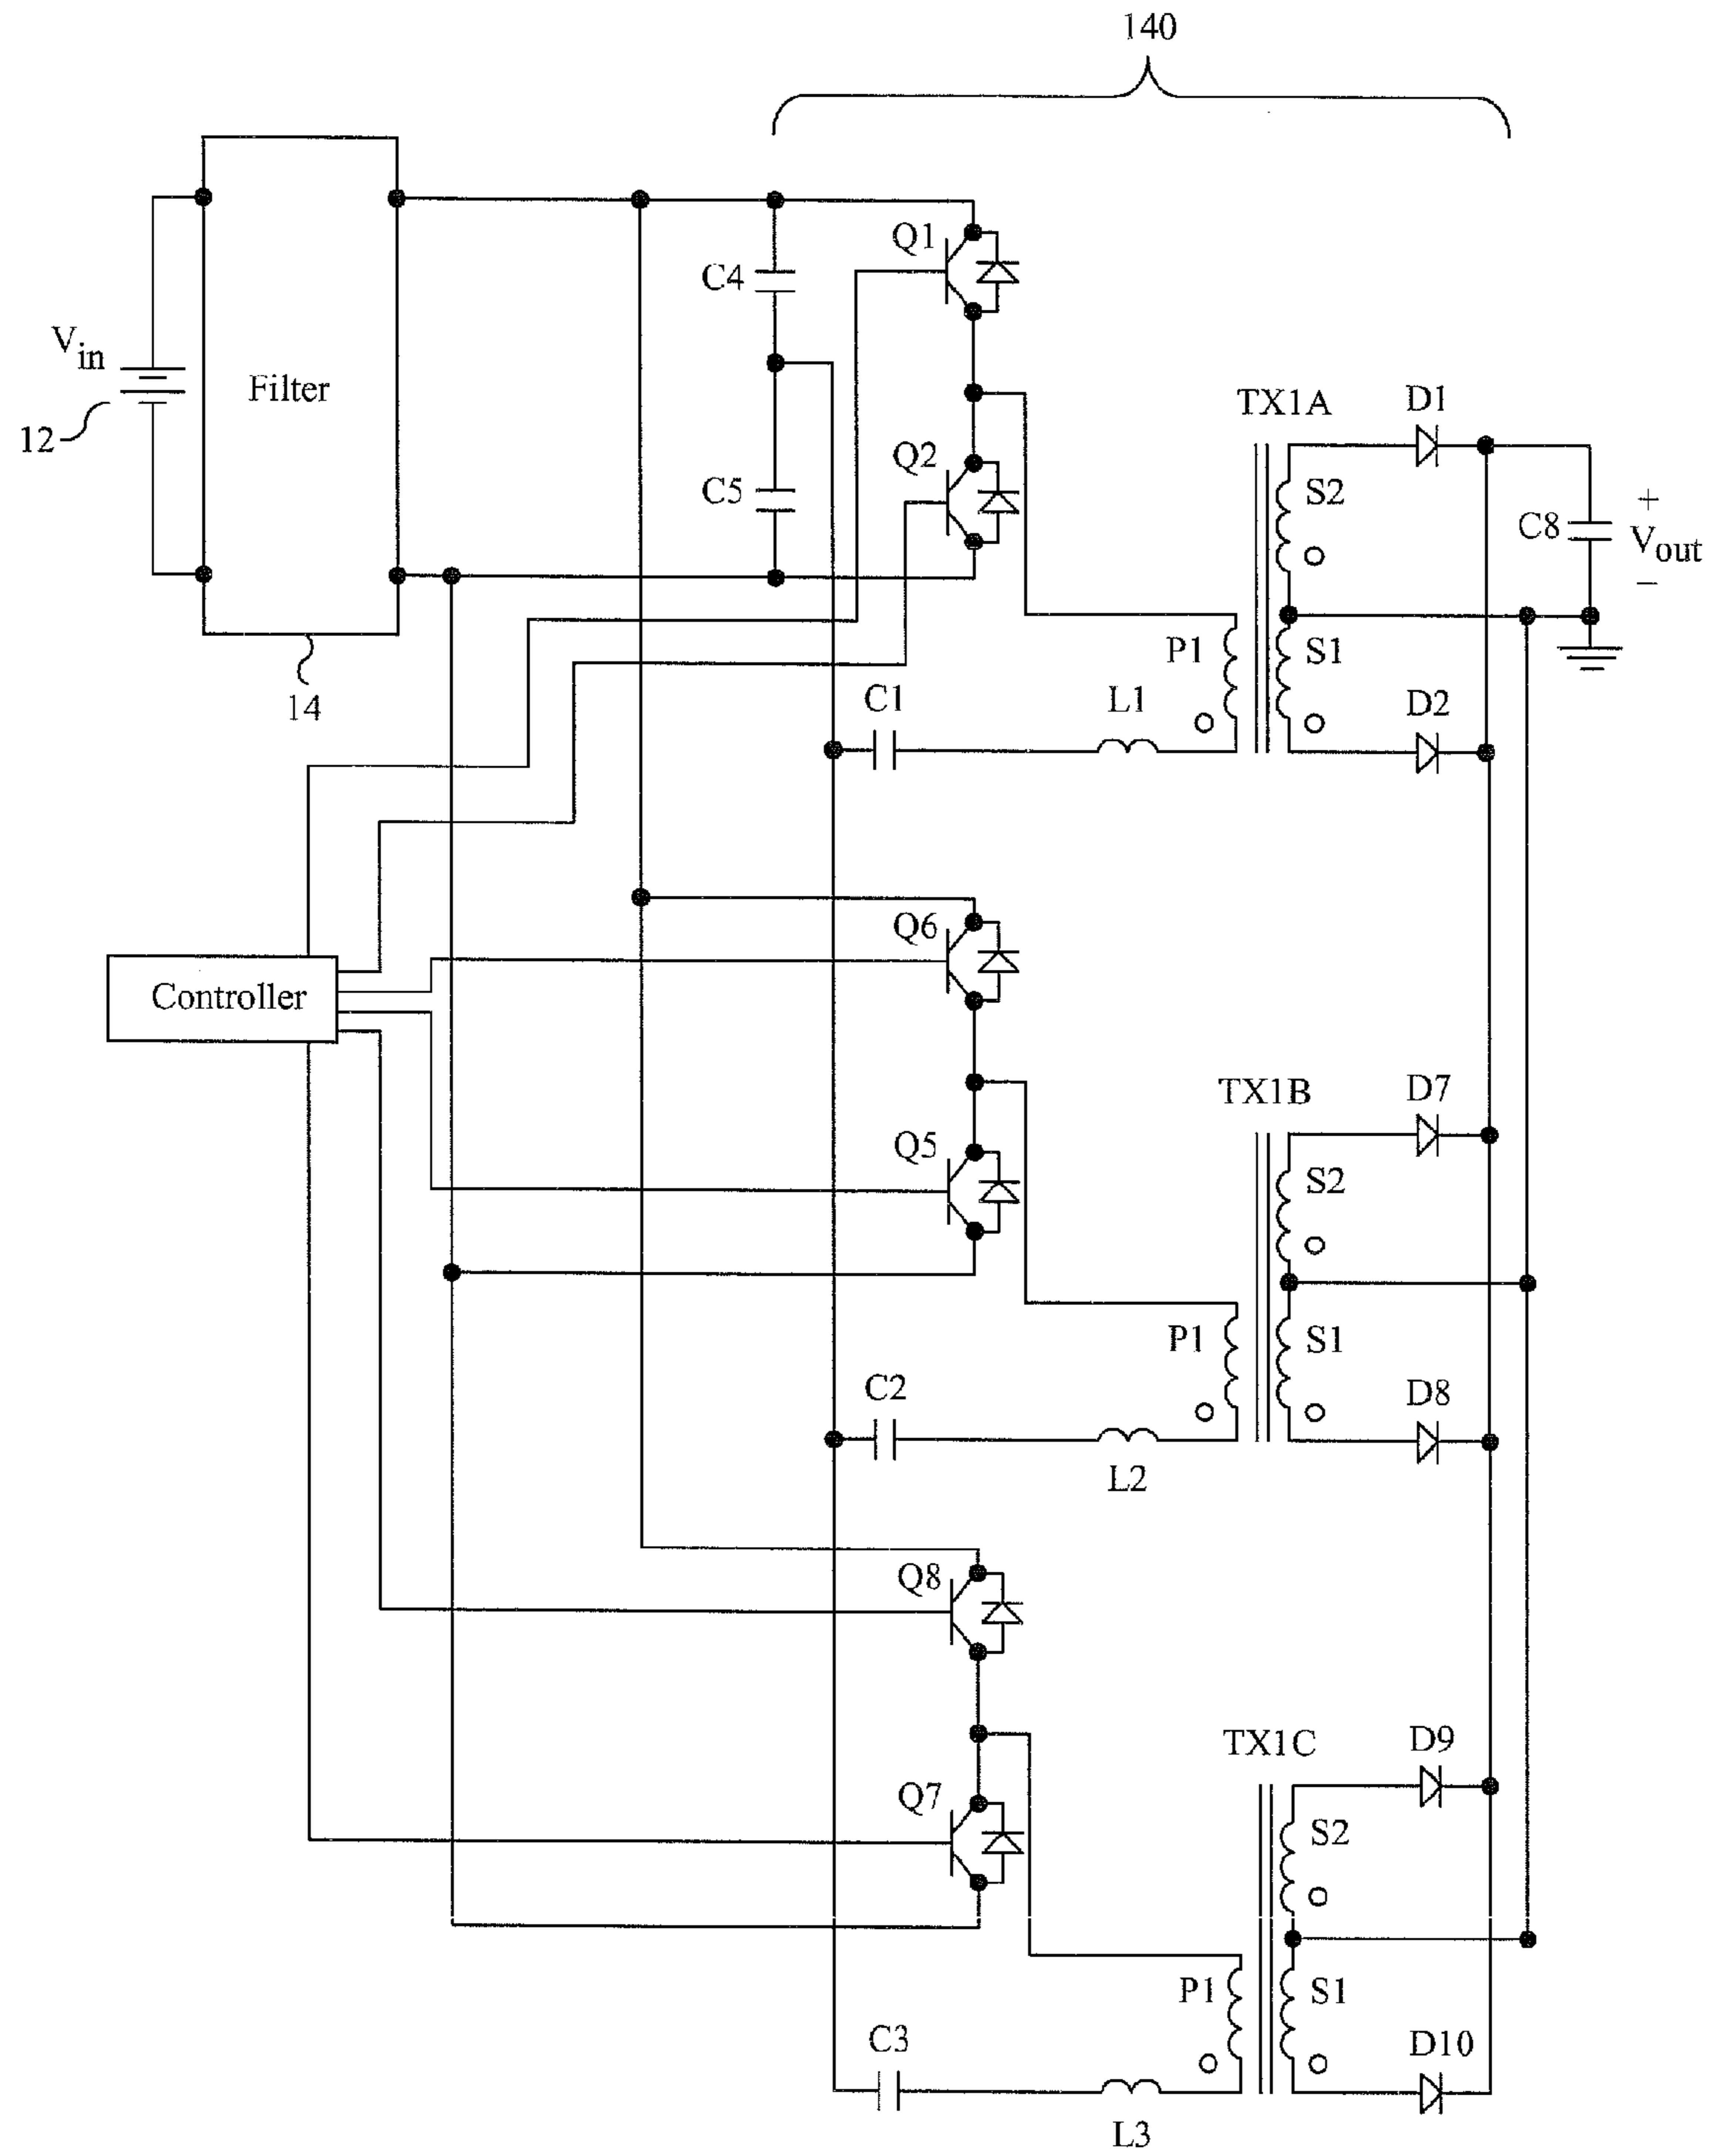 140
Q1
C4
Vin
Filter
12
TX1A
D1
Q2
C5
S2
C8
+
Vout
−
P1
S1
14
C1
L1
D2
Q6
Controller
TX1B
D7
Q5
S2
P1
S1
C2
D8
L2
Q8
TX1C
D9
Q7
S2
P1
S1
C3
D10
L3